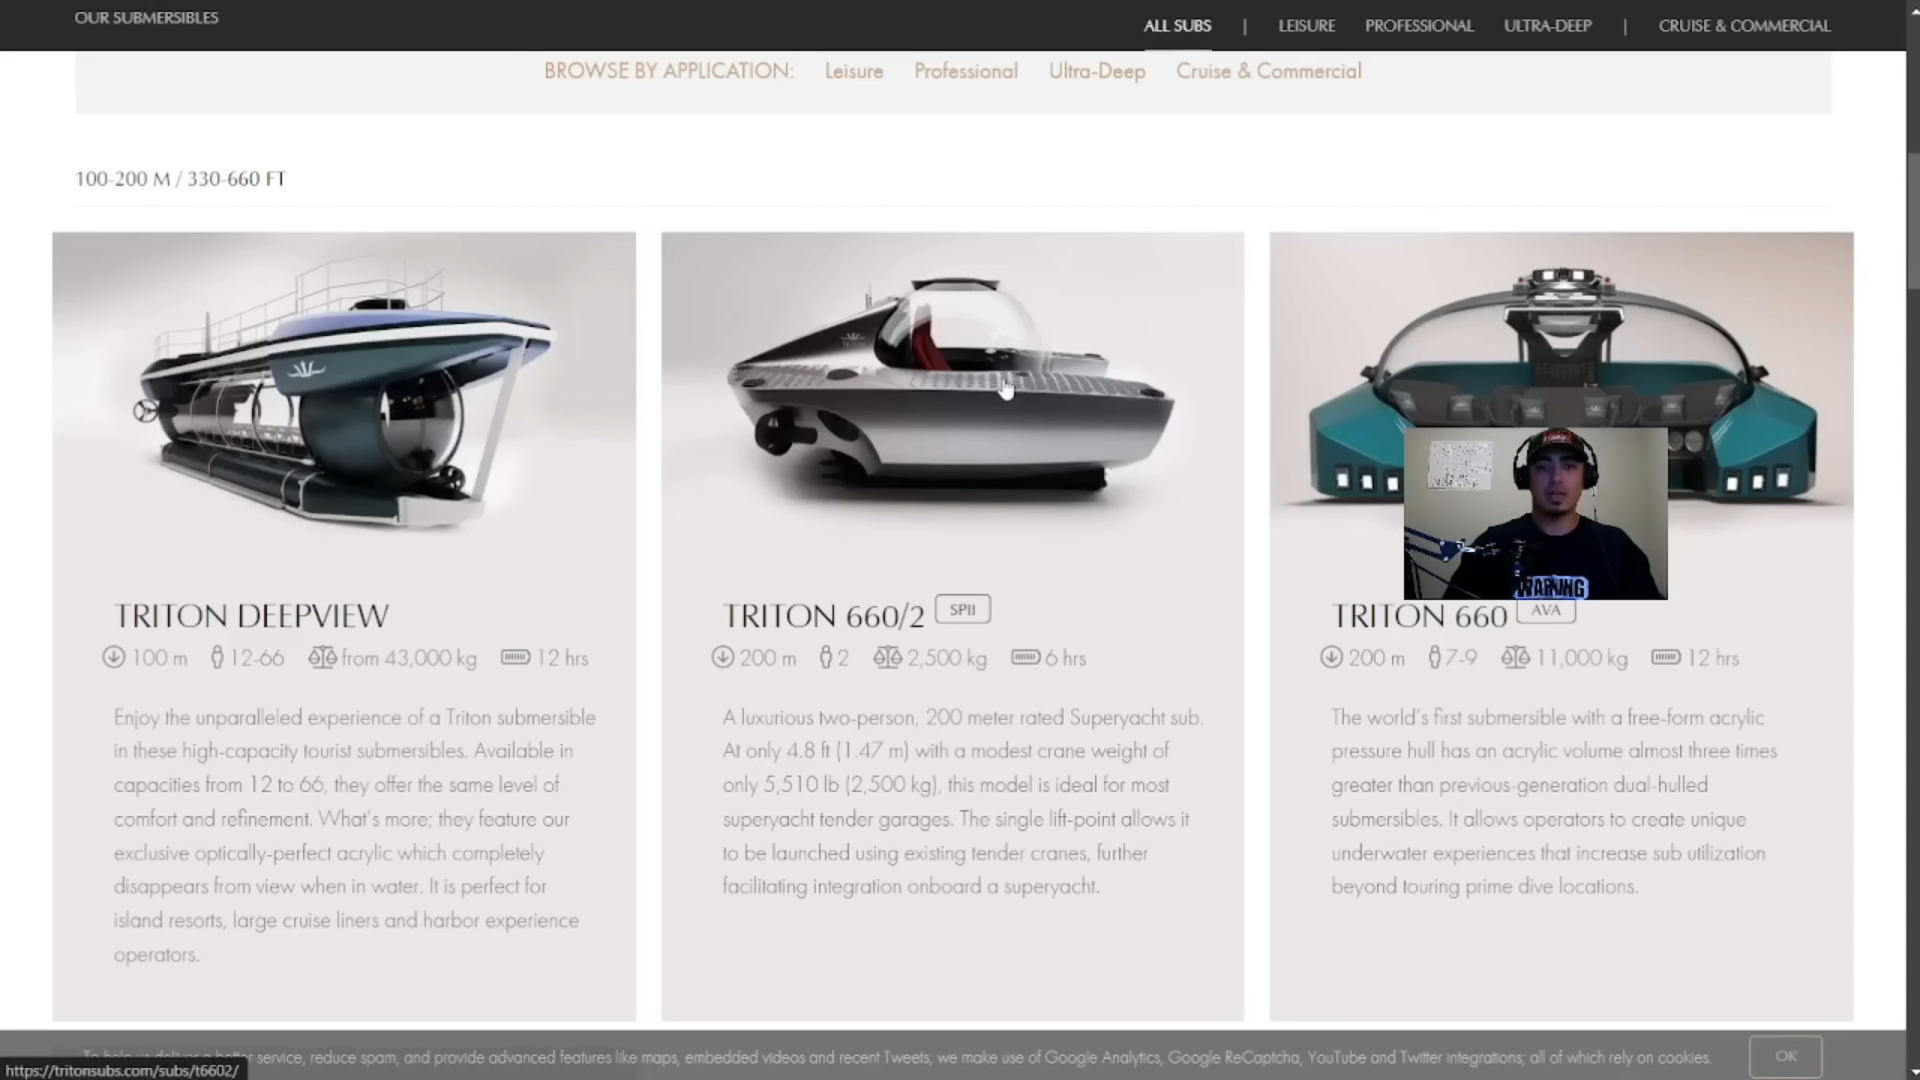 OUR SUBMERSIBLES
ALL SUBS | LEISURE PROFESSIONAL ULTRA-DEEP | CRUISE & COMMERCIAL
BROWSE BY APPLICATION: Leisure Professional Ultra-Deep Cruise & Commercial
100-200 M / 330-660 FT
WARNING
TRITON DEEPVIEW
100 m 12-66 from 43,000 kg 12 hrs
Enjoy the unparalleled experience of a Triton submersible
in these high-capacity tourist submersibles. Available in
capacities from 12 to 66, they offer the same level of
comfort and refinement. What's more; they feature our
exclusive optically-perfect acrylic which completely
disappears from view when in water. It is perfect for
island resorts, large cruise liners and harbor experience
operators.
TRITON 660/2 SPII
200 m 2 2,500 kg 6 hrs
A luxurious two-person, 200 meter rated Superyacht sub.
At only 4.8 ft (1.47 m) with a modest crane weight of
only 5,510 lb (2,500 kg), this model is ideal for most
superyacht tender garages. The single lift-point allows it
to be launched using existing tender cranes, further
facilitating integration onboard a superyacht.
TRITON 660 AVA
200 m 7-9 11,000 kg 12 hrs
The world's first submersible with a free-form acrylic
pressure hull has an acrylic volume almost three times
greater than previous-generation dual-hulled
submersibles. It allows operators to create unique
underwater experiences that increase sub utilization
beyond touring prime dive locations.
To help us deliver a better service, reduce spam, and provide advanced features like maps, embedded videos and recent Tweets, we make use of Google Analytics, Google ReCaptcha, YouTube and Twitter integrations; all of which rely on cookies. OK
https://tritonsubs.com/subs/t6602/